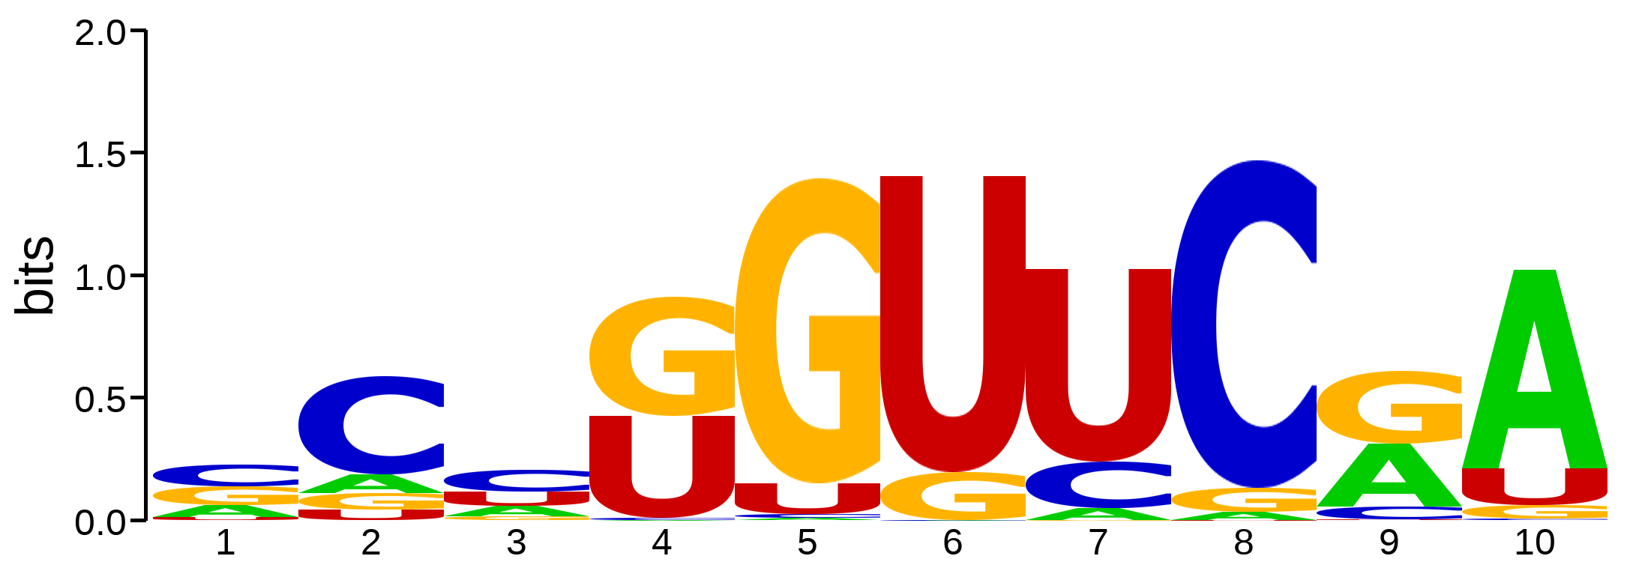 bits
2.0
1.5
1.0
0.5
0.0
C G A U
C A G U
C U A G
G U C A
G U C A
U G C
U C A G
C G A U
G A C U
A U G C
1 2 3 4 5 6 7 8 9 10